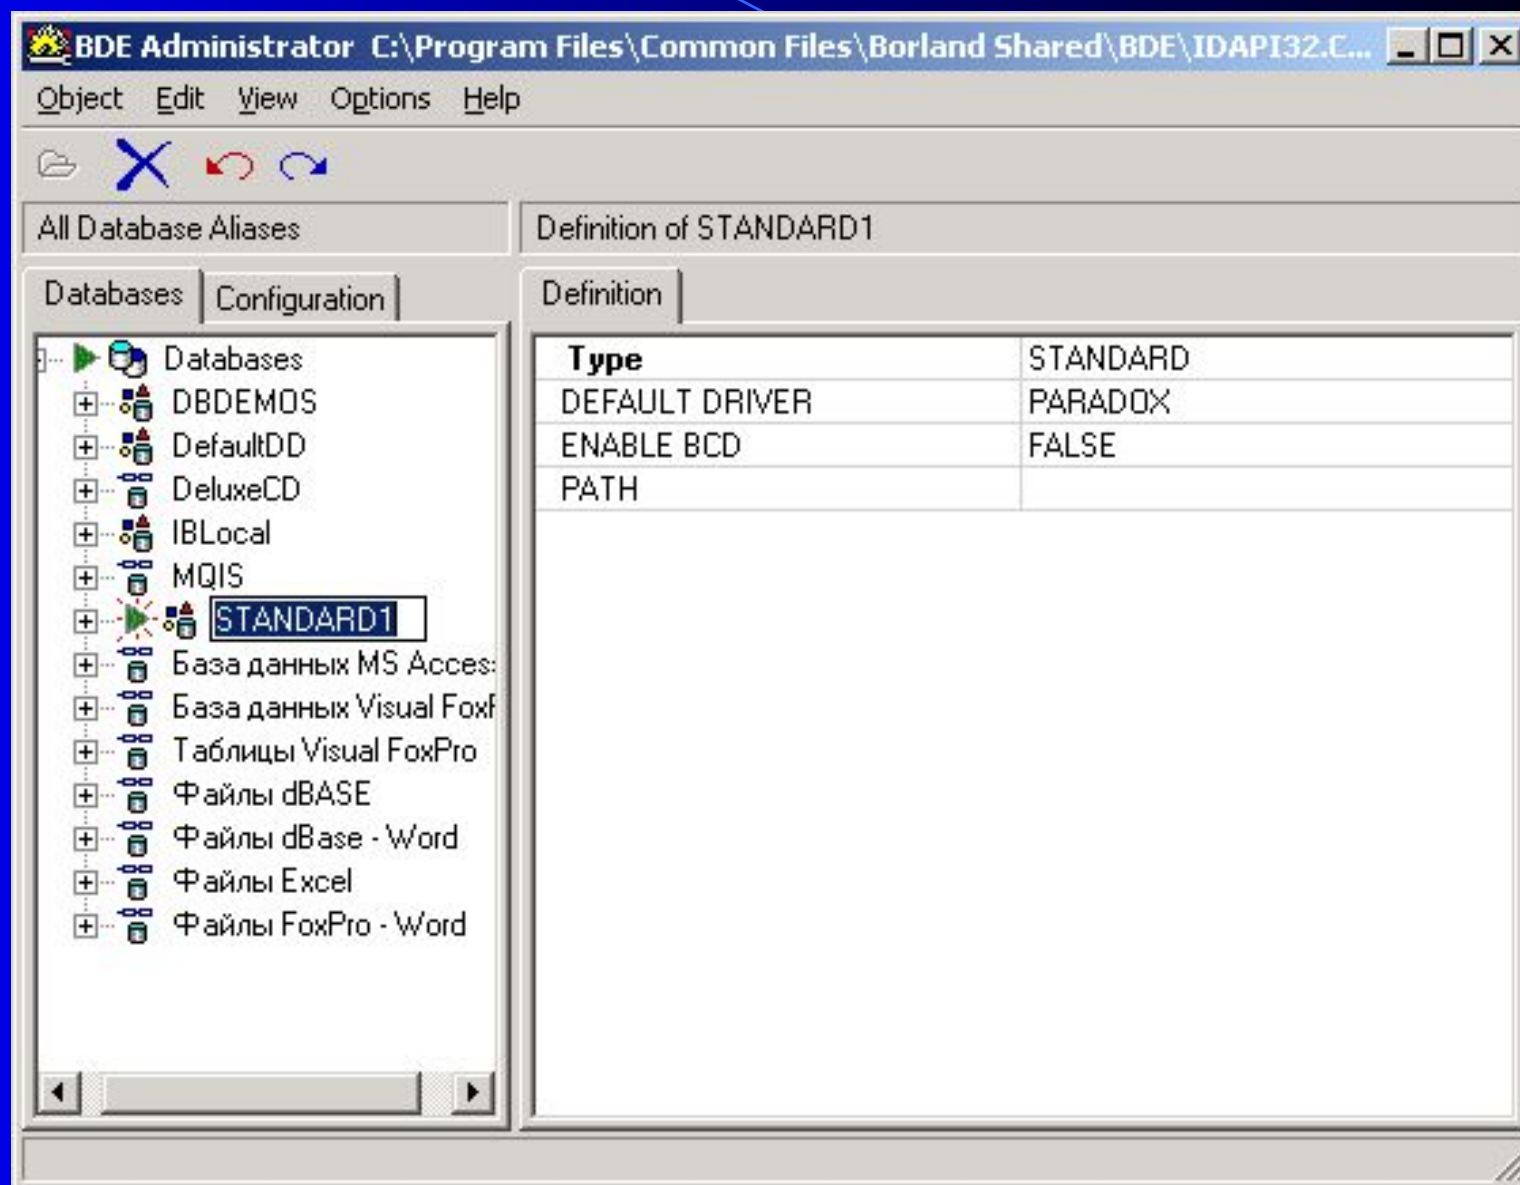 BDE Administrator C:\Program Files\Common Files\Borland Shared\BDE\IDAPI32.C...
Object Edit View Options Help
All Database Aliases
Definition of STANDARD1
Databases Configuration
Definition
Databases
DBDEMOS
DefaultDD
DeluxeCD
IBLocal
MQIS
STANDARD1
База данных MS Acces
База данных Visual Fox
Таблицы Visual FoxPro
Файлы dBASE
Файлы dBase - Word
Файлы Excel
Файлы FoxPro - Word
Type STANDARD
DEFAULT DRIVER PARADOX
ENABLE BCD FALSE
PATH